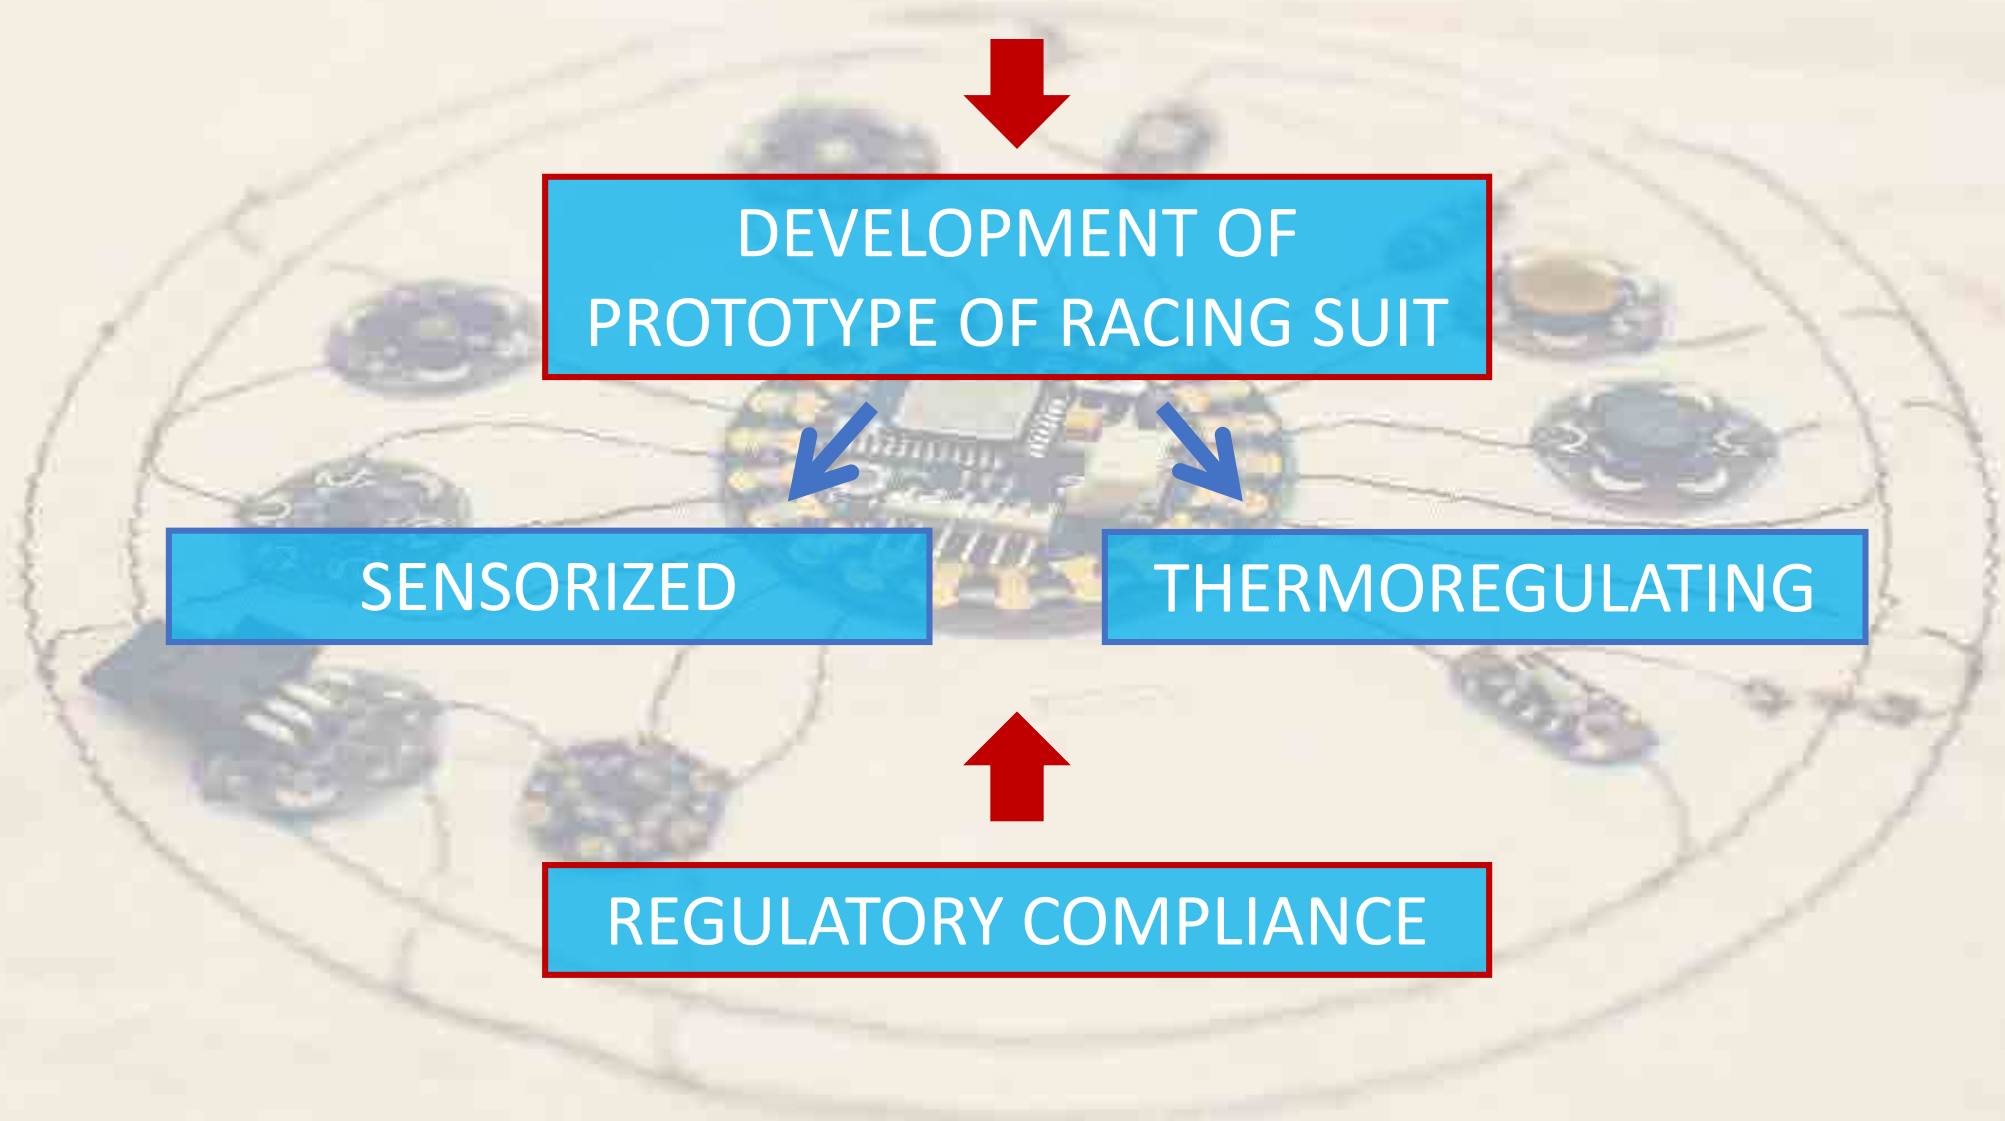 DEVELOPMENT OF
PROTOTYPE OF RACING SUIT
SENSORIZED
THERMOREGULATING
REGULATORY COMPLIANCE